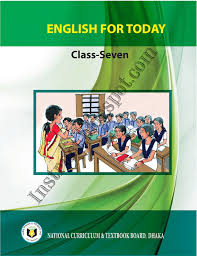 ENGLISH FOR TODAY
Class-Seven
NATIONAL CURRICULUM & TEXTBOOK BOARD, DHAKA